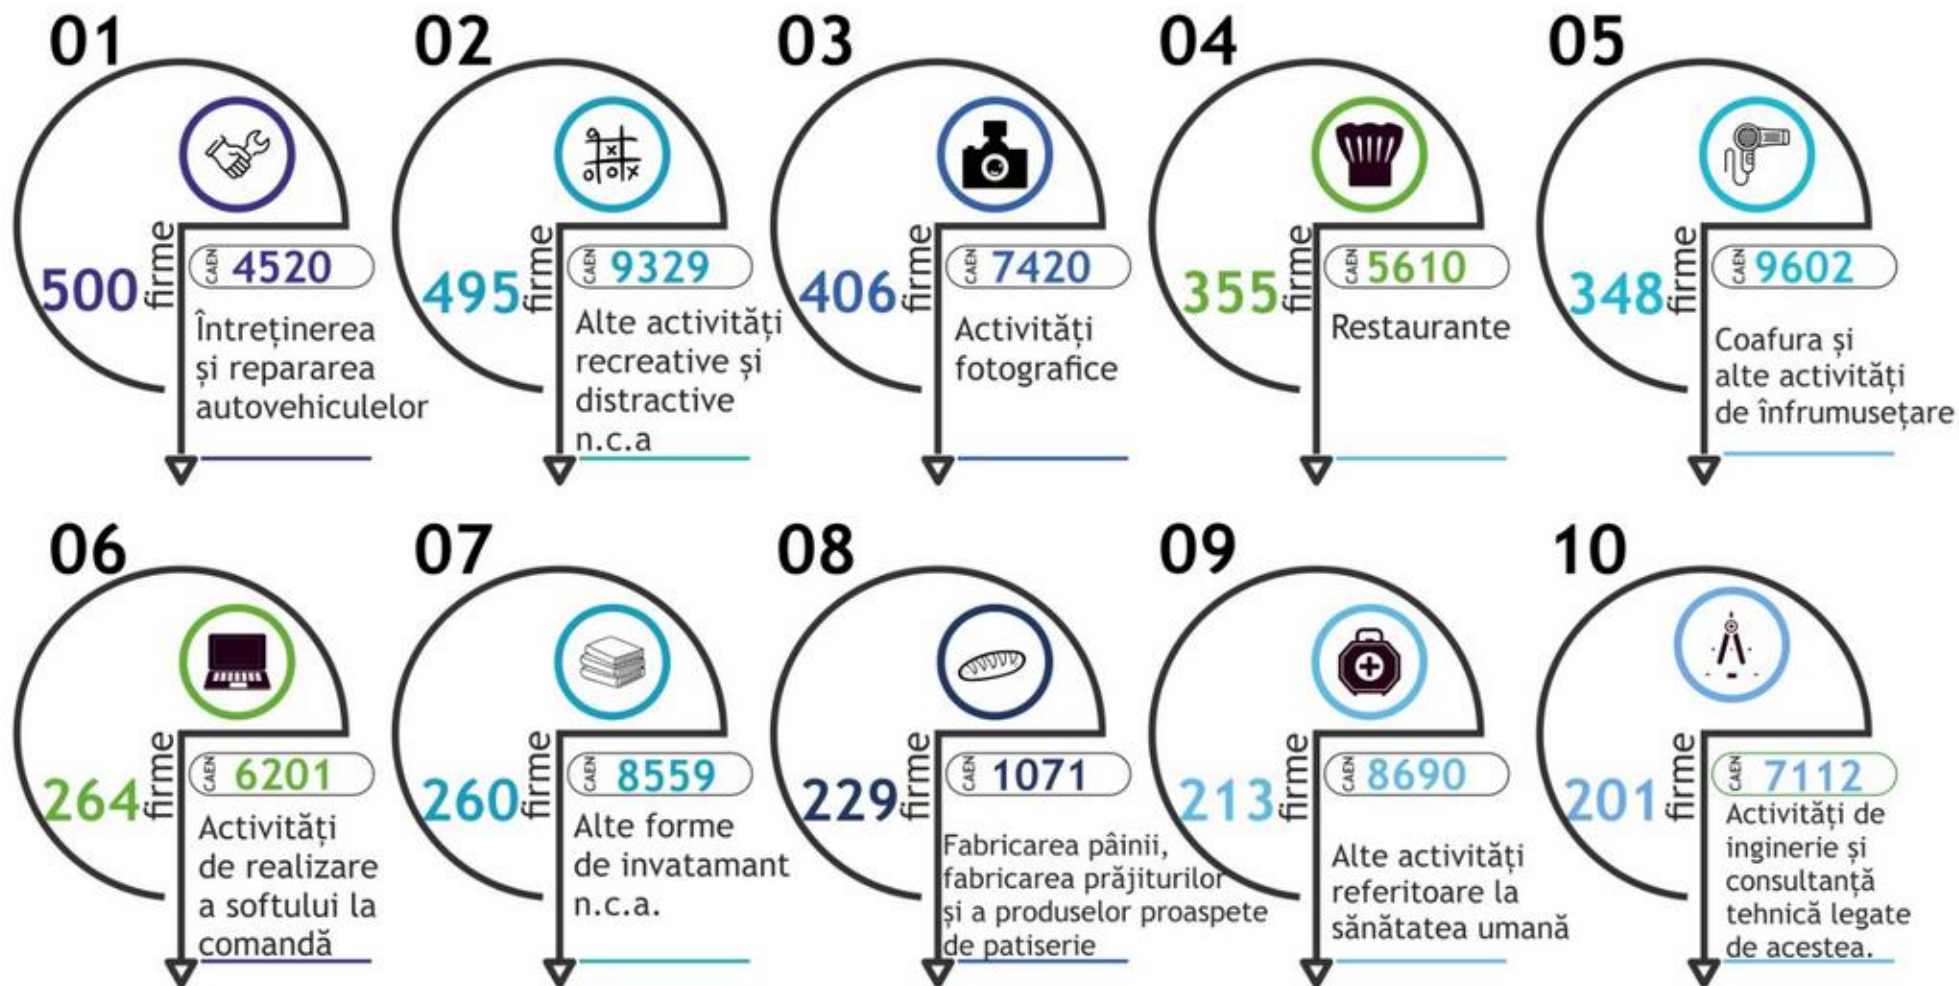 01
500 firme
CAEN 4520
Întreținerea
și repararea
autovehiculelor
02
495 firme
CAEN 9329
Alte activități
recreative și
distractive
n.c.a
03
406 firme
CAEN 7420
Activități
fotografice
04
355 firme
CAEN 5610
Restaurante
05
348 firme
CAEN 9602
Coafura și
alte activități
de înfrumusețare
06
264 firme
CAEN 6201
Activități
de realizare
a softului la
comandă
07
260 firme
CAEN 8559
Alte forme
de invatamant
n.c.a.
08
229 firme
CAEN 1071
Fabricarea pâinii,
fabricarea prăjiturilor
și a produselor proaspete
de patiserie
09
213 firme
CAEN 8690
Alte activități
referitoare la
sănătatea umană
10
201 firme
CAEN 7112
Activități de
inginerie și
consultanță
tehnică legate
de acestea.